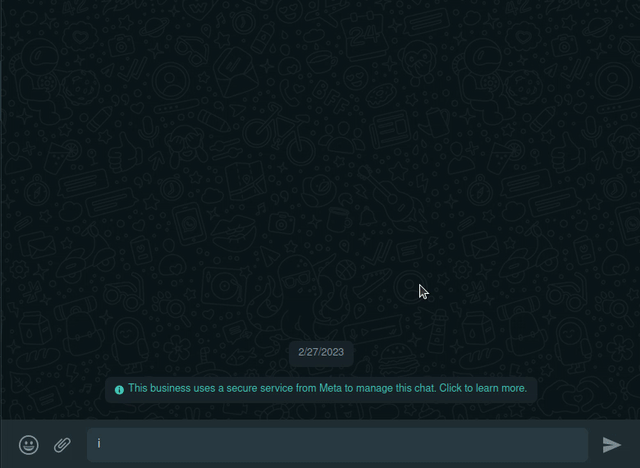 2/27/2023
This business uses a secure service from Meta to manage this chat. Click to learn more.
i